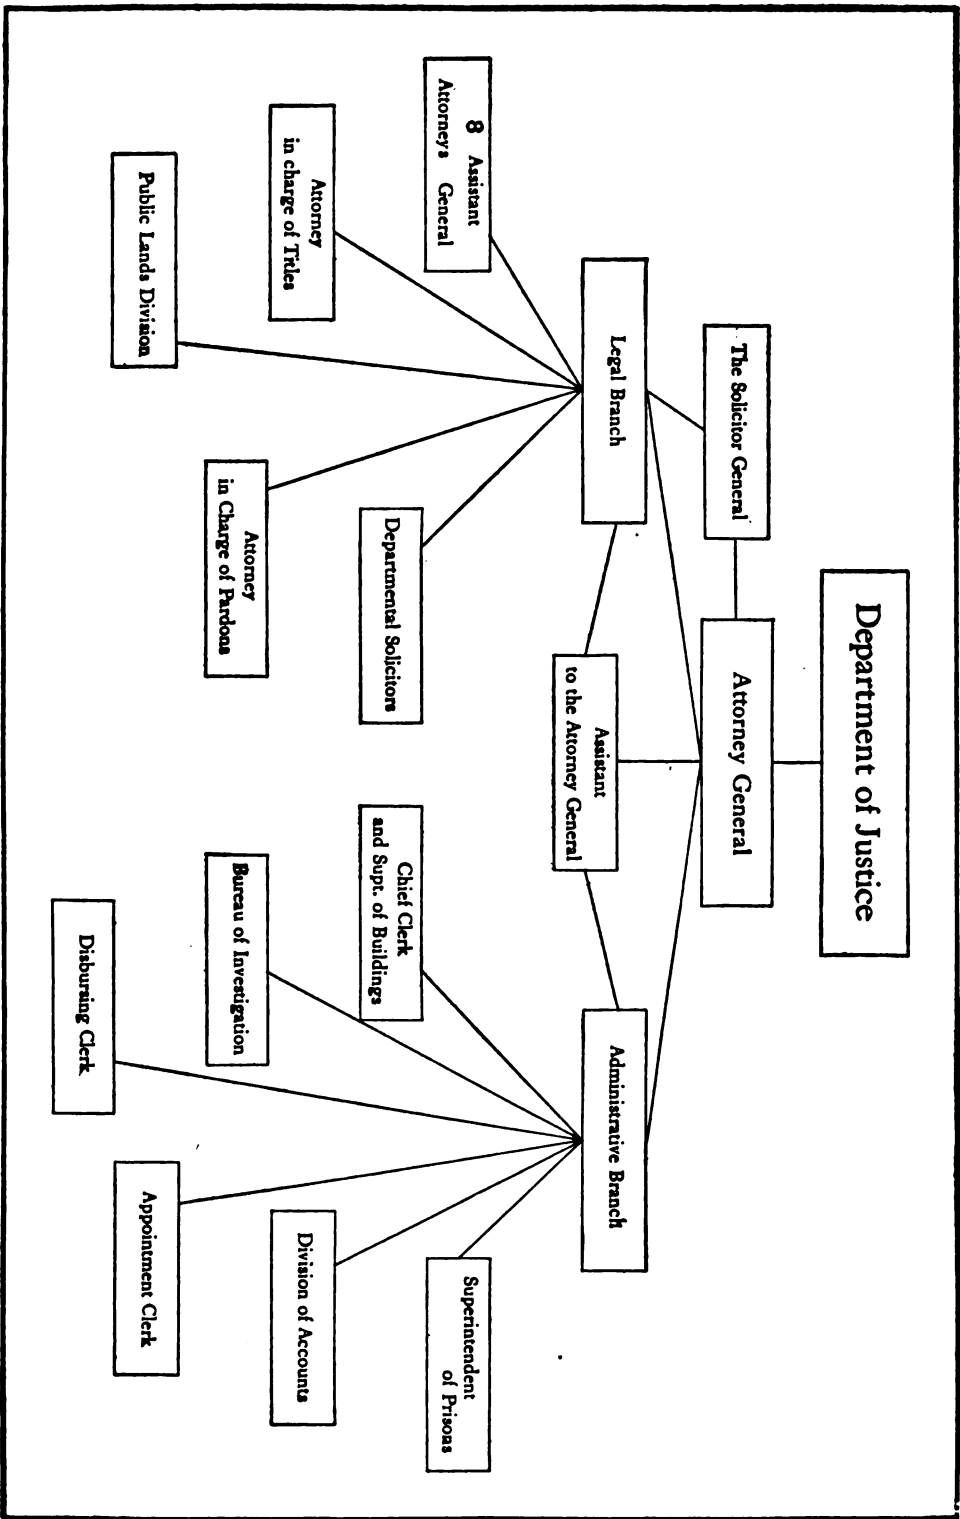 Department of Justice
Attorney General
The Solicitor General
Assistant
to the Attorney General
Legal Branch
Administrative Branch
8 Assistant
Attorneys General
Attorney
in charge of Titles
Public Lands Division
Attorney
in Charge of Pardons
Departmental Solicitors
Chief Clerk
and Supt. of Buildings
Bureau of Investigation
Disbursing Clerk
Appointment Clerk
Division of Accounts
Superintendent
of Prisons